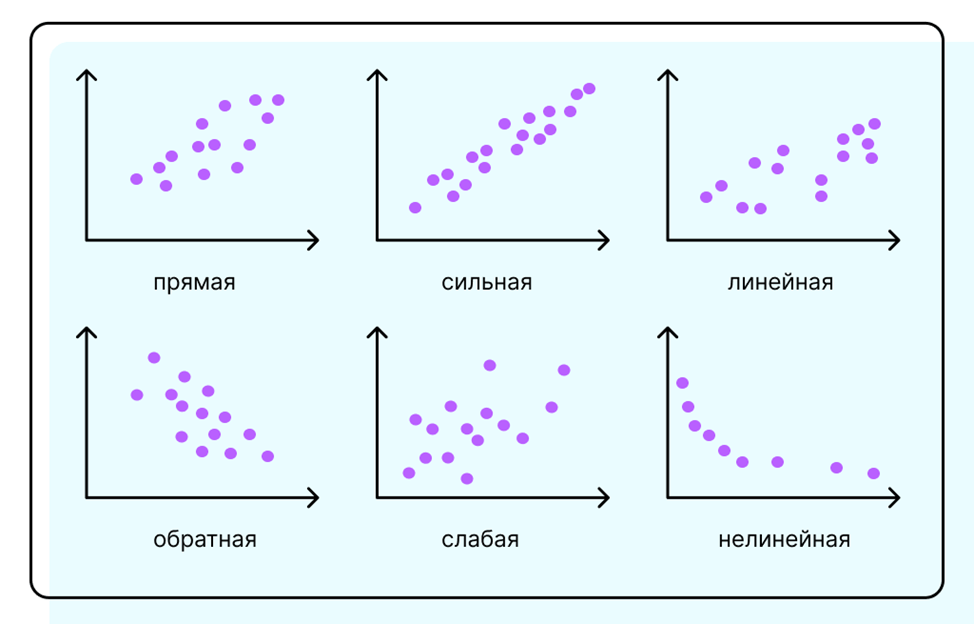 прямая
сильная
линейная
обратная
слабая
нелинейная